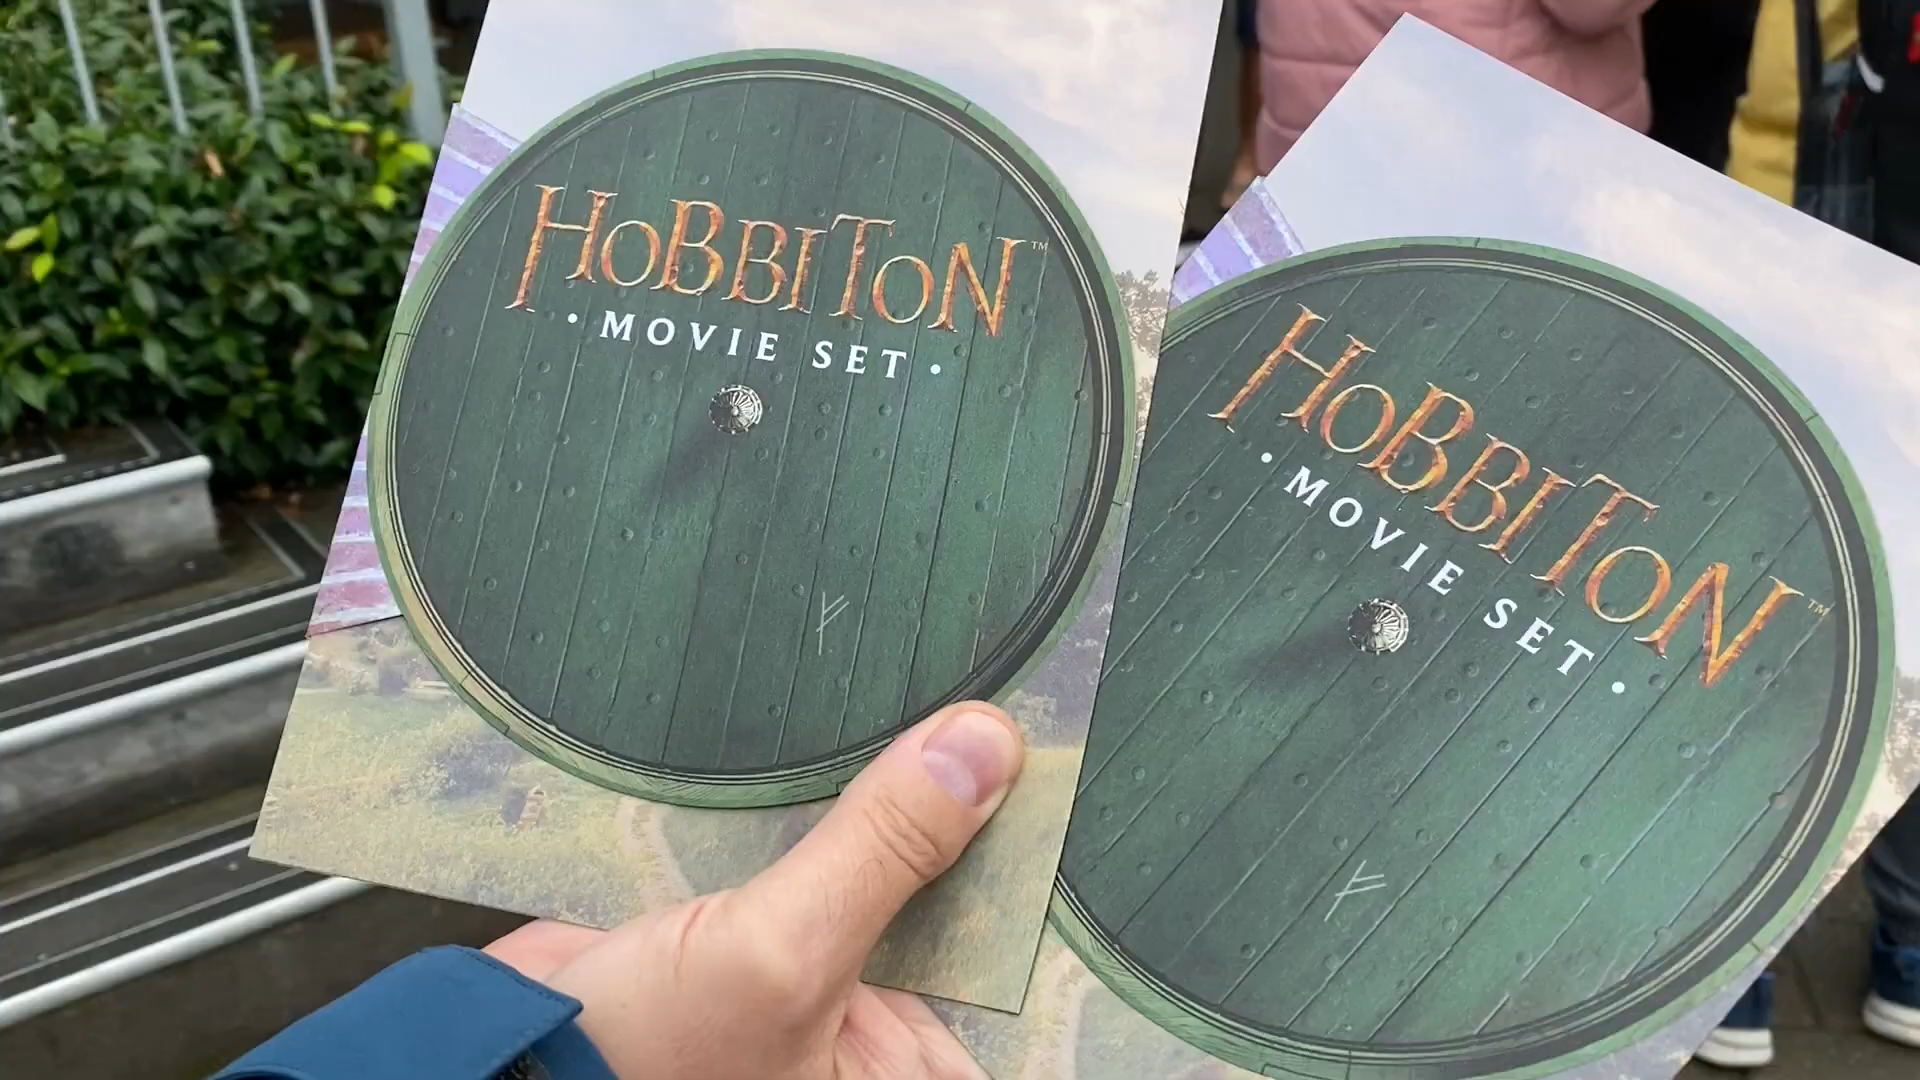 HOBBITON™
• MOVIE SET •
ᚠ
HOBBITON™
• MOVIE SET •
ᚠ